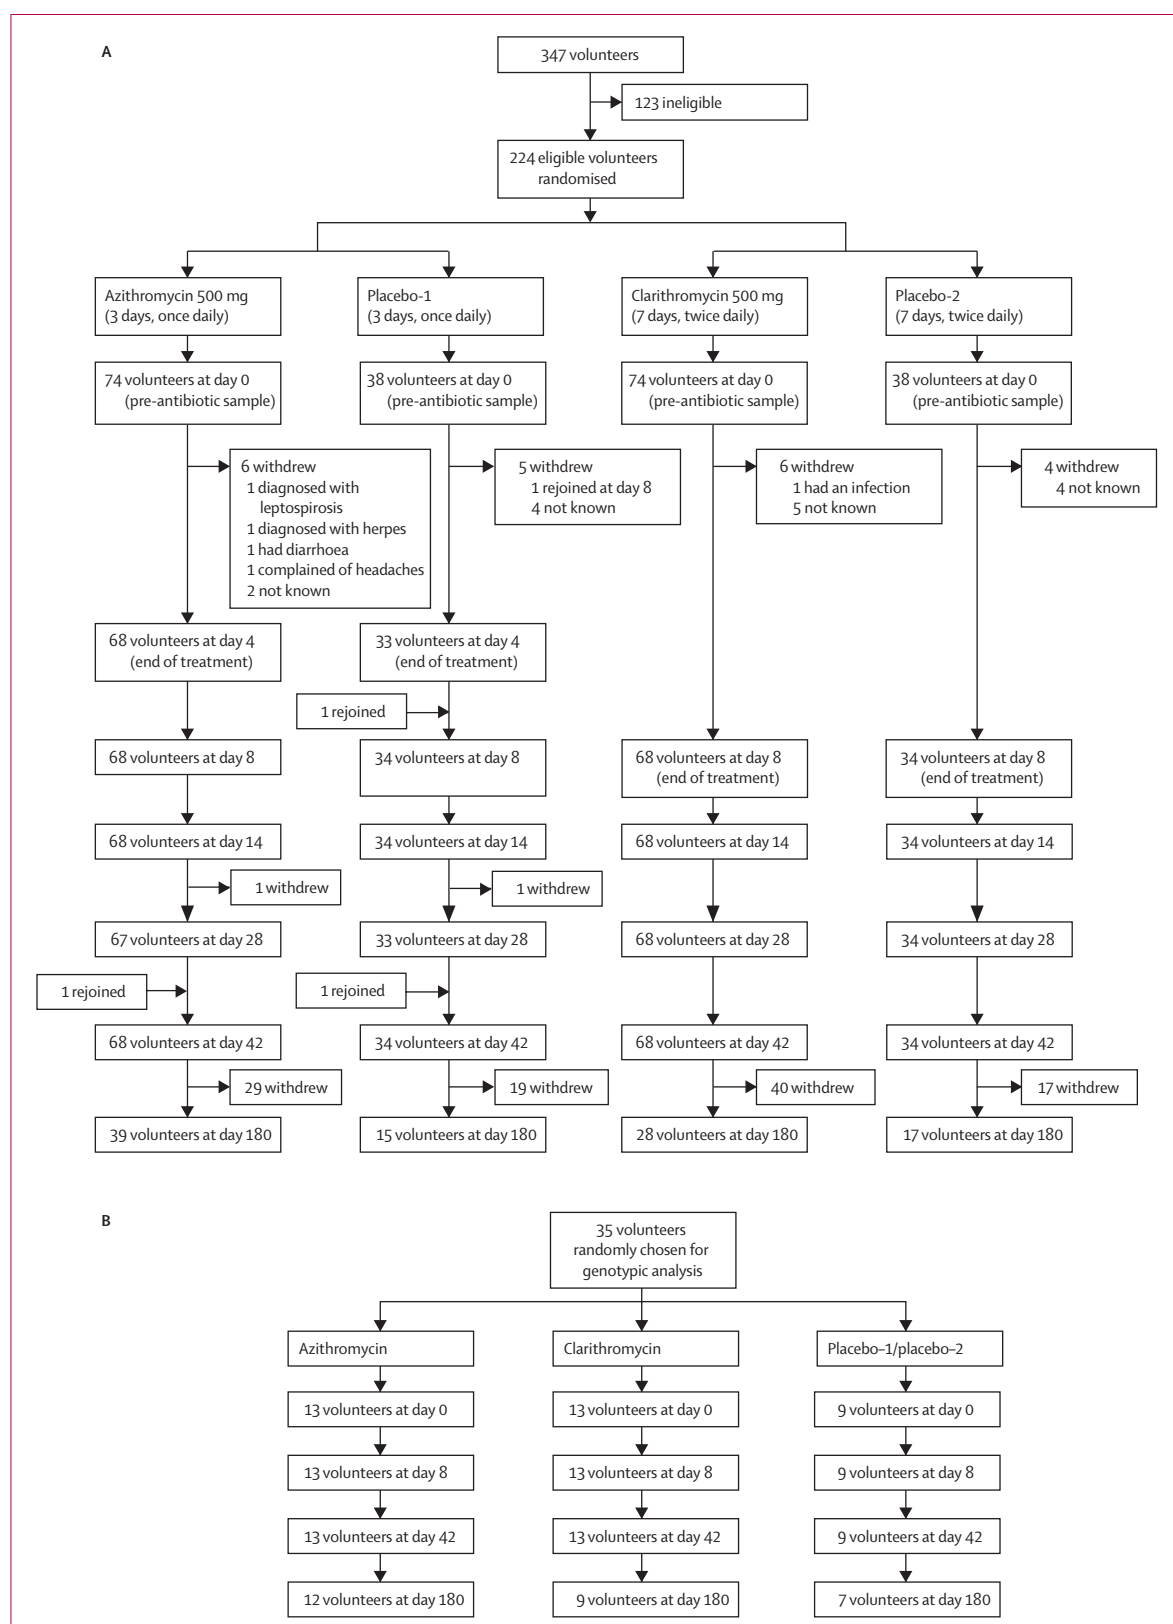 A
347 volunteers
123 ineligible
224 eligible volunteers
randomised
Azithromycin 500 mg
(3 days, once daily)
Placebo-1
(3 days, once daily)
Clarithromycin 500 mg
(7 days, twice daily)
Placebo-2
(7 days, twice daily)
74 volunteers at day 0
(pre-antibiotic sample)
38 volunteers at day 0
(pre-antibiotic sample)
74 volunteers at day 0
(pre-antibiotic sample)
38 volunteers at day 0
(pre-antibiotic sample)
6 withdrew
1 diagnosed with
leptospirosis
1 diagnosed with herpes
1 had diarrhoea
1 complained of headaches
2 not known
5 withdrew
1 rejoined at day 8
4 not known
6 withdrew
1 had an infection
5 not known
4 withdrew
4 not known
68 volunteers at day 4
(end of treatment)
33 volunteers at day 4
(end of treatment)
1 rejoined
68 volunteers at day 8
34 volunteers at day 8
68 volunteers at day 8
(end of treatment)
34 volunteers at day 8
(end of treatment)
68 volunteers at day 14
34 volunteers at day 14
68 volunteers at day 14
34 volunteers at day 14
1 withdrew
1 withdrew
67 volunteers at day 28
33 volunteers at day 28
68 volunteers at day 28
34 volunteers at day 28
1 rejoined
1 rejoined
68 volunteers at day 42
34 volunteers at day 42
68 volunteers at day 42
34 volunteers at day 42
29 withdrew
19 withdrew
40 withdrew
17 withdrew
39 volunteers at day 180
15 volunteers at day 180
28 volunteers at day 180
17 volunteers at day 180
B
35 volunteers
randomly chosen for
genotypic analysis
Azithromycin
Clarithromycin
Placebo–1/placebo–2
13 volunteers at day 0
13 volunteers at day 0
9 volunteers at day 0
13 volunteers at day 8
13 volunteers at day 8
9 volunteers at day 8
13 volunteers at day 42
13 volunteers at day 42
9 volunteers at day 42
12 volunteers at day 180
9 volunteers at day 180
7 volunteers at day 180